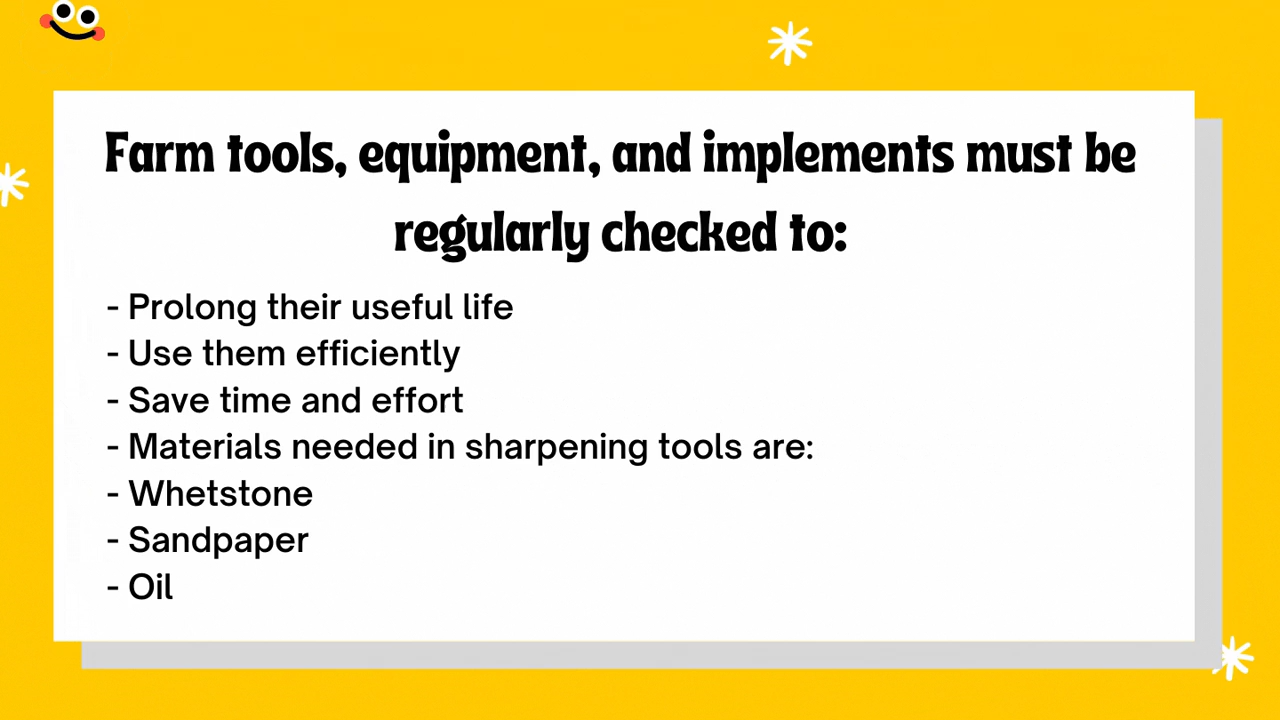 Farm tools, equipment, and implements must be
regularly checked to:
- Prolong their useful life
- Use them efficiently
- Save time and effort
- Materials needed in sharpening tools are:
- Whetstone
- Sandpaper
- Oil